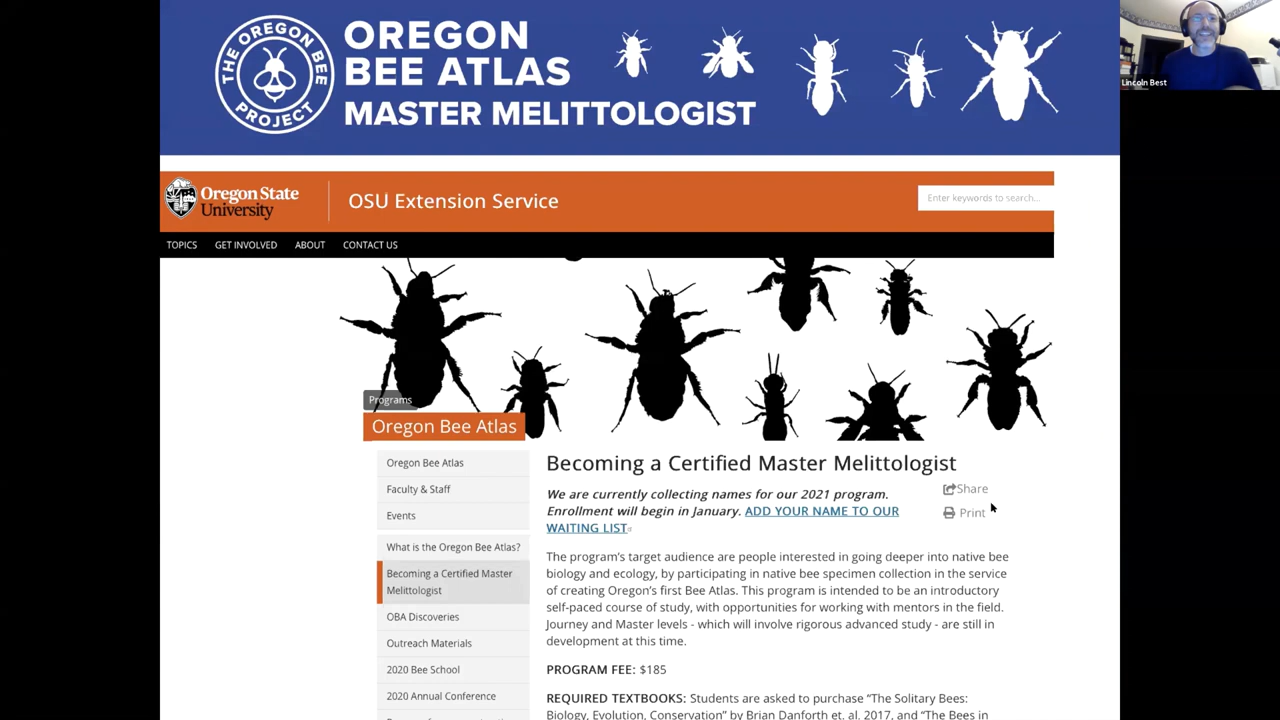 THE OREGON BEE PROJECT
OREGON
BEE ATLAS
MASTER MELITTOLOGIST
Lincoln Best
Oregon State
University
OSU Extension Service
Enter keywords to search...
TOPICS GET INVOLVED ABOUT CONTACT US
Programs
Oregon Bee Atlas
Oregon Bee Atlas
Faculty & Staff
Events
What is the Oregon Bee Atlas?
Becoming a Certified Master
Melittologist
OBA Discoveries
Outreach Materials
2020 Bee School
2020 Annual Conference
Becoming a Certified Master Melittologist
Share
Print
We are currently collecting names for our 2021 program.
Enrollment will begin in January. ADD YOUR NAME TO OUR
WAITING LIST
The program's target audience are people interested in going deeper into native bee
biology and ecology, by participating in native bee specimen collection in the service
of creating Oregon's first Bee Atlas. This program is intended to be an introductory
self-paced course of study, with opportunities for working with mentors in the field.
Journey and Master levels - which will involve rigorous advanced study - are still in
development at this time.
PROGRAM FEE: $185
REQUIRED TEXTBOOKS: Students are asked to purchase "The Solitary Bees:
Biology, Evolution, Conservation" by Brian Danforth et. al. 2017, and "The Bees in